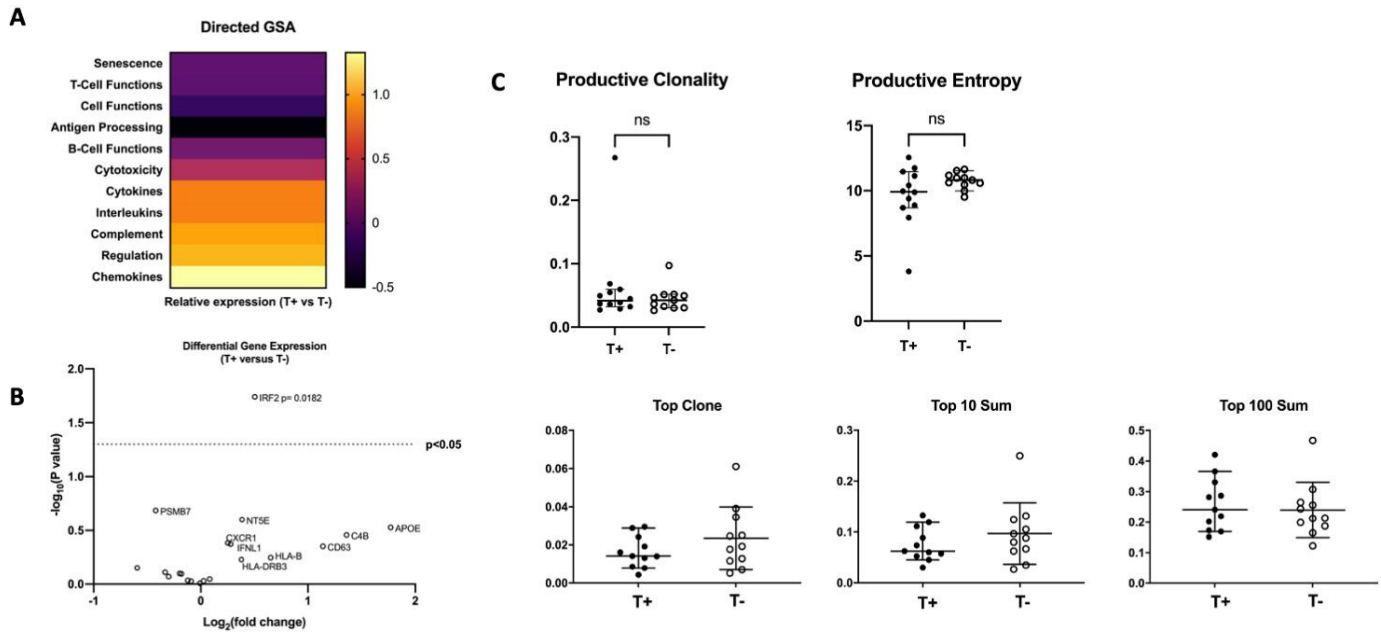 A
Directed GSA
Senescence
T-Cell Functions
Cell Functions
Antigen Processing
B-Cell Functions
Cytotoxicity
Cytokines
Interleukins
Complement
Regulation
Chemokines
1.0
0.5
0
-0.5
Relative expression (T+ vs T-)
B
Differential Gene Expression
(T+ versus T-)
2.0
1.5
1.0
0.5
0.0
-log10(P value)
IRF2 p= 0.0182
p<0.05
PSMB7
NT5E
APOE
CXCR1
C4B
IFNL1
CD63
HLA-B
HLA-DRB3
-1
0
1
2
Log2(fold change)
C
Productive Clonality
ns
0.3
0.2
0.1
0.0
T+
T-
Productive Entropy
ns
15
10
5
0
T+
T-
Top Clone
0.08
0.06
0.04
0.02
0.00
T+
T-
Top 10 Sum
0.3
0.2
0.1
0.0
T+
T-
Top 100 Sum
0.5
0.4
0.3
0.2
0.1
0.0
T+
T-